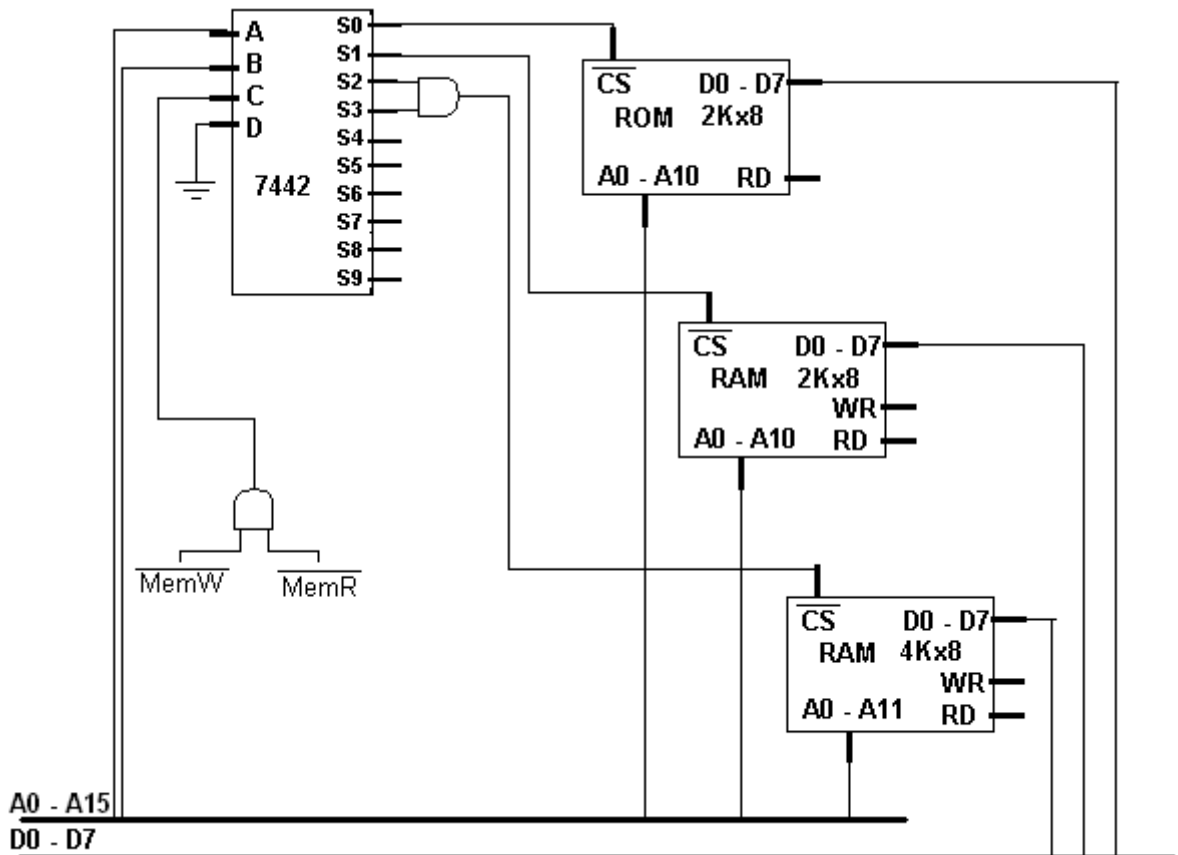 A
B
C
D
7442
S0
S1
S2
S3
S4
S5
S6
S7
S8
S9
CS D0 - D7
ROM 2Kx8
A0 - A10 RD
CS D0 - D7
RAM 2Kx8
WR
A0 - A10 RD
MemW MemR
CS D0 - D7
RAM 4Kx8
WR
A0 - A11 RD
A0 - A15
D0 - D7